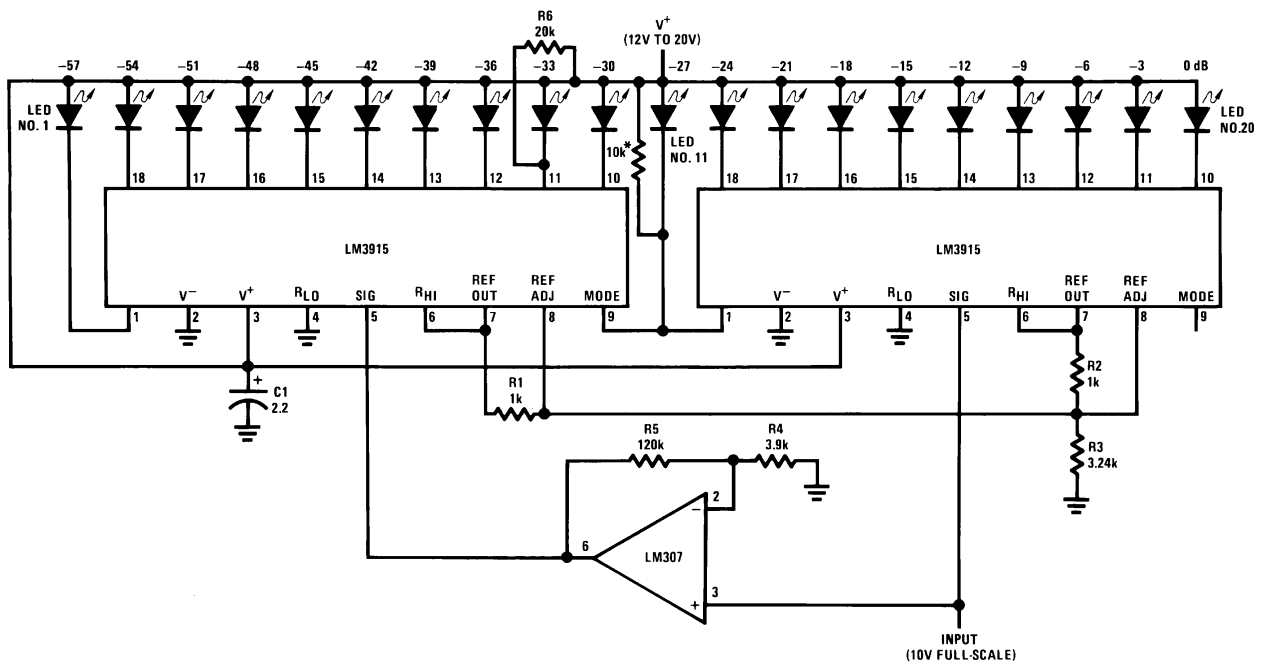 R6
20k
V+
(12V TO 20V)
−57 −54 −51 −48 −45 −42 −39 −36 −33 −30 −27 −24 −21 −18 −15 −12 −9 −6 −3 0 dB
LED
NO. 1
10k*
LED
NO. 11
LED
NO.20
18 17 16 15 14 13 12 11 10
18 17 16 15 14 13 12 11 10
LM3915
LM3915
V− V+ RLO SIG RHI REF OUT REF ADJ MODE
1 2 3 4 5 6 7 8 9
V− V+ RLO SIG RHI REF OUT REF ADJ MODE
1 2 3 4 5 6 7 8 9
+
C1
2.2
R1
1k
R2
1k
R5
120k
R4
3.9k
R3
3.24k
2
−
6
LM307
3
+
INPUT
(10V FULL-SCALE)